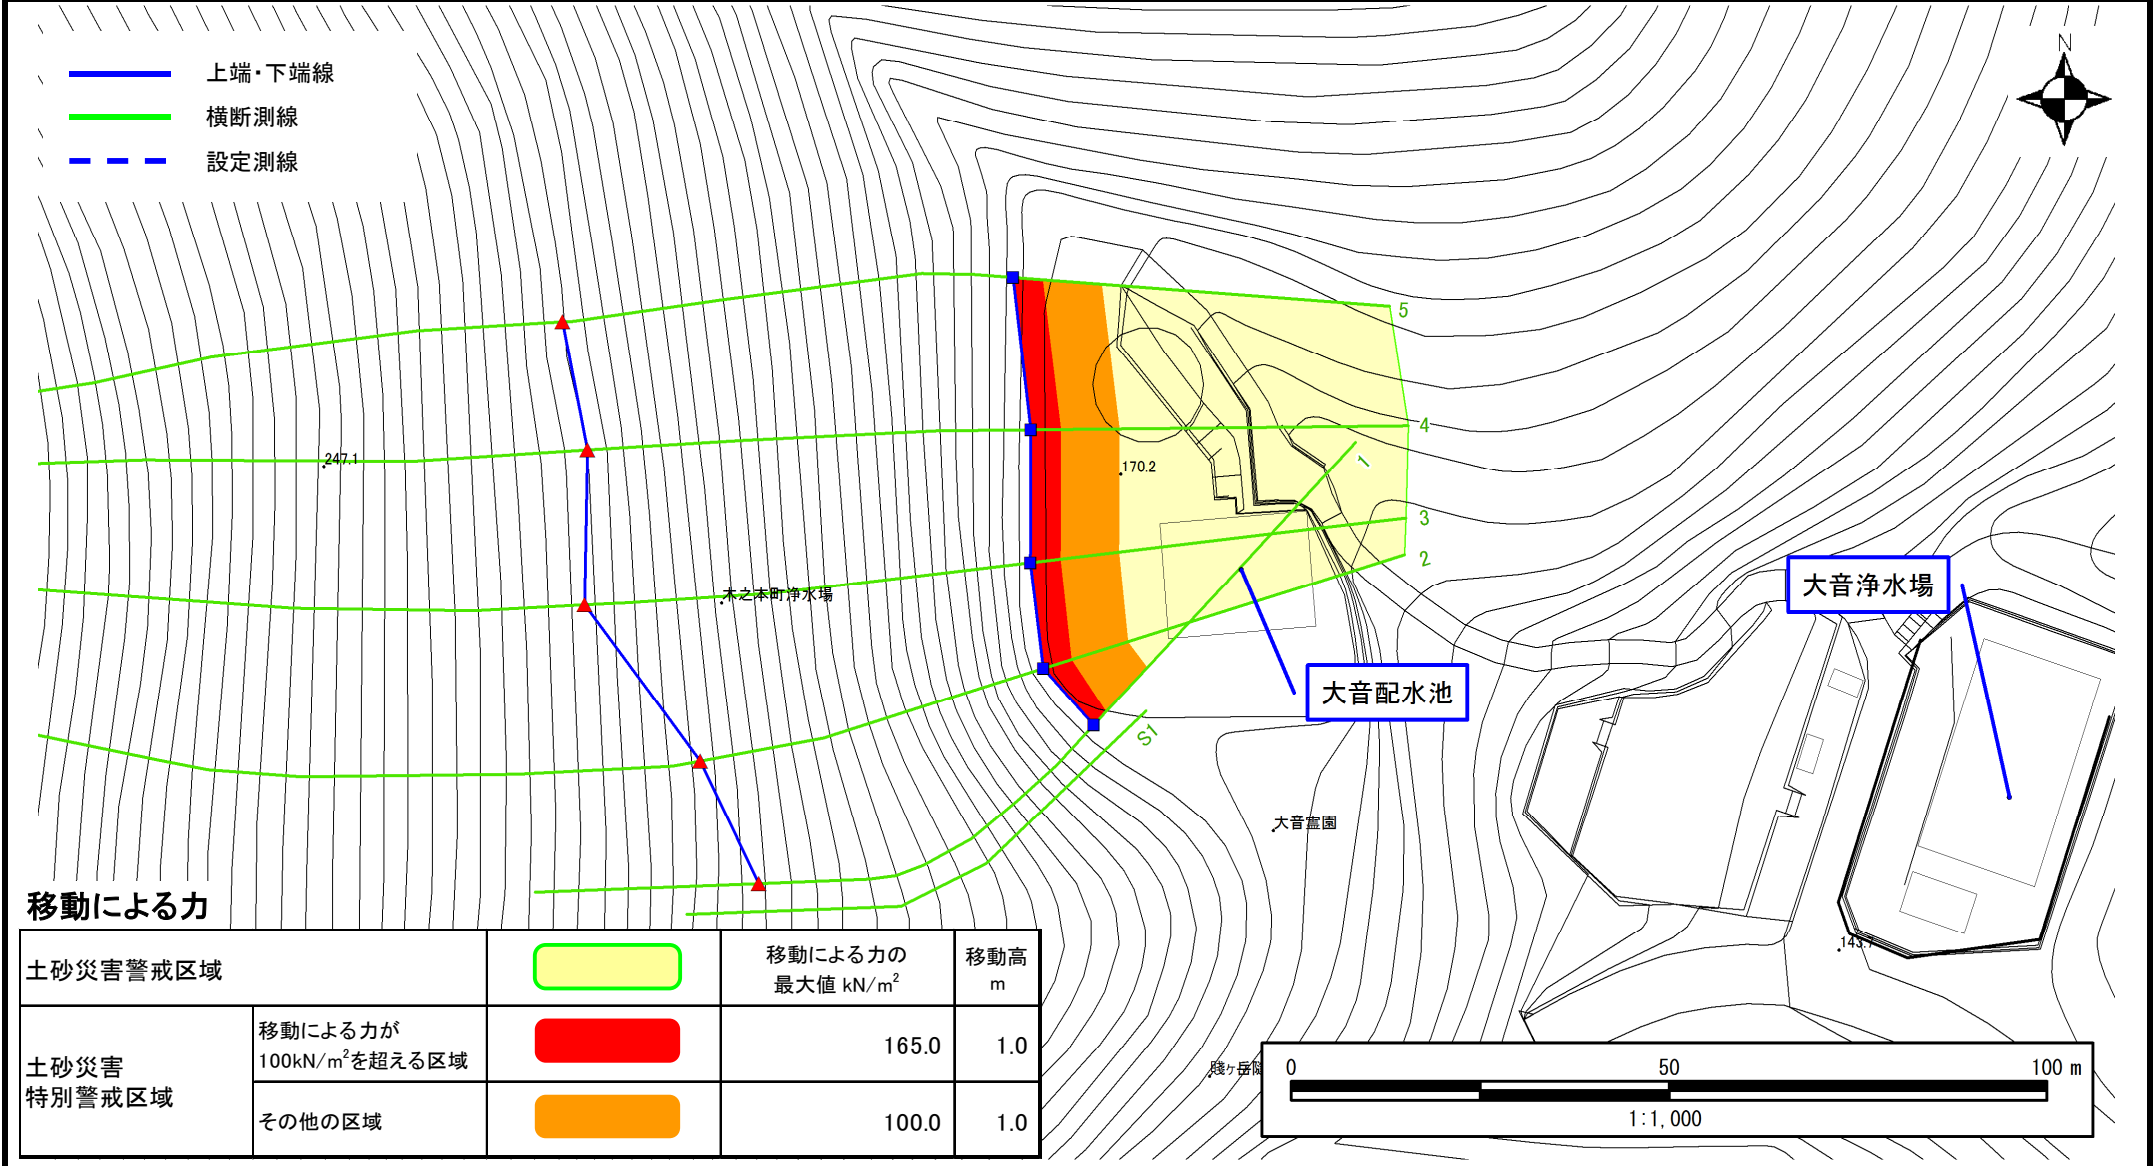 上端・下端線
横断測線
設定測線
N
5
4
1
3
2
S1
247.1
170.2
木之本町浄水場
大音浄水場
大音配水池
大音霊園
143.7
移動による力
土砂災害警戒区域
移動による力の
最大値 kN/m²
移動高
m
土砂災害
特別警戒区域
移動による力が
100kN/m²を超える区域
165.0
1.0
その他の区域
100.0
1.0
賤ヶ岳
0
50
100 m
1:1,000